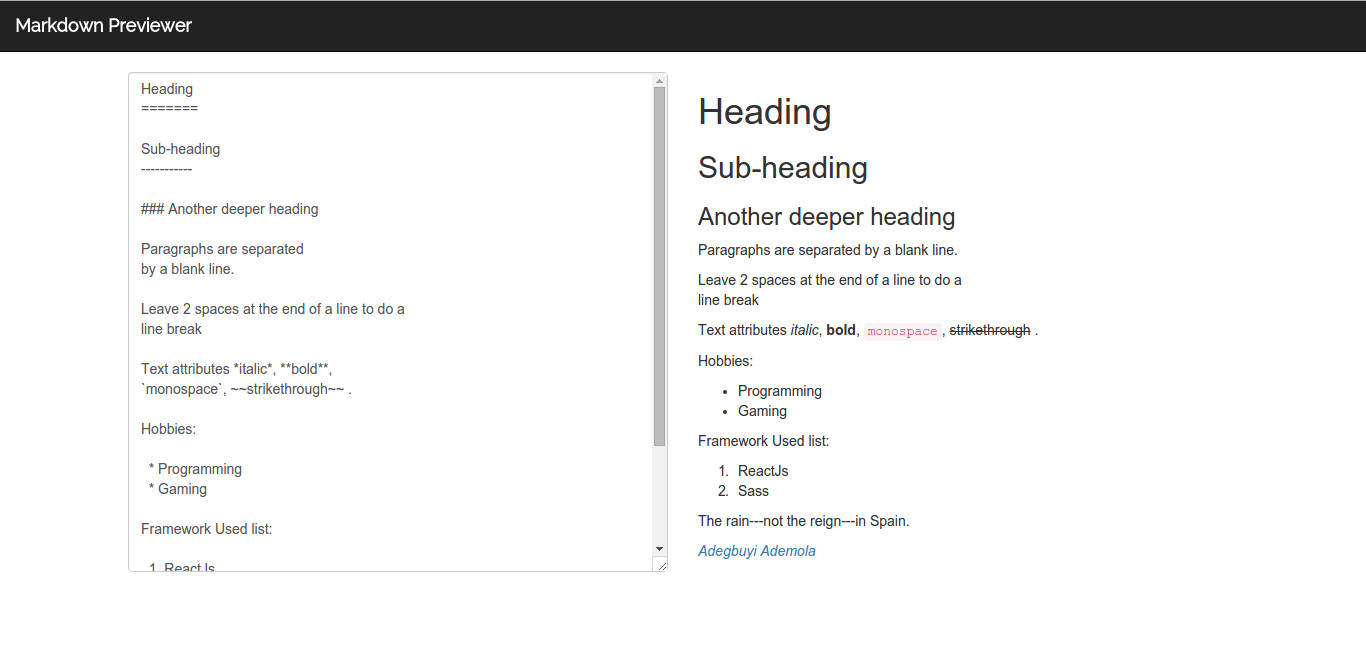 Markdown Previewer
Heading
=======
Sub-heading
-----------
### Another deeper heading
Paragraphs are separated
by a blank line.
Leave 2 spaces at the end of a line to do a
line break
Text attributes *italic*, **bold**,
`monospace`, ~~strikethrough~~ .
Hobbies:
* Programming
* Gaming
Framework Used list:
1. ReactJs
Heading
Sub-heading
Another deeper heading
Paragraphs are separated by a blank line.
Leave 2 spaces at the end of a line to do a
line break
Text attributes italic, bold, monospace, strikethrough .
Hobbies:
• Programming
• Gaming
Framework Used list:
1. ReactJs
2. Sass
The rain---not the reign---in Spain.
Adegbuyi Ademola